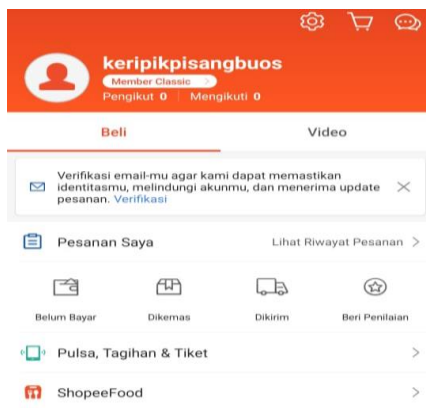 keripikpisangbuos
Member Classic >
Pengikut 0 Mengikuti 0
Beli Video
Verifikasi email-mu agar kami dapat memastikan
identitasmu, melindungi akunmu, dan menerima update
pesanan. Verifikasi
Pesanan Saya Lihat Riwayat Pesanan >
Belum Bayar Dikemas Dikirim Beri Penilaian
Pulsa, Tagihan & Tiket >
ShopeeFood >